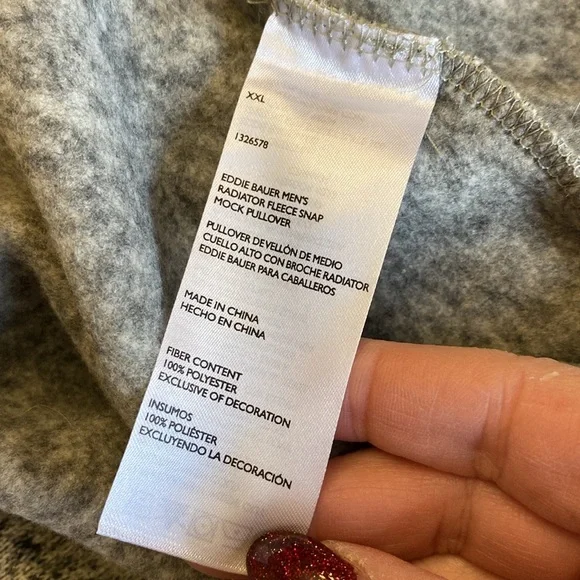 XXL
1326578
EDDIE BAUER MEN'S
RADIATOR FLEECE SNAP
MOCK PULLOVER
PULLOVER DE VELLÓN DE MEDIO
CUELLO ALTO CON BROCHE RADIATOR
EDDIE BAUER PARA CABALLEROS
MADE IN CHINA
HECHO EN CHINA
FIBER CONTENT
100% POLYESTER
EXCLUSIVE OF DECORATION
INSUMOS
100% POLIÉSTER
EXCLUYENDO LA DECORACIÓN